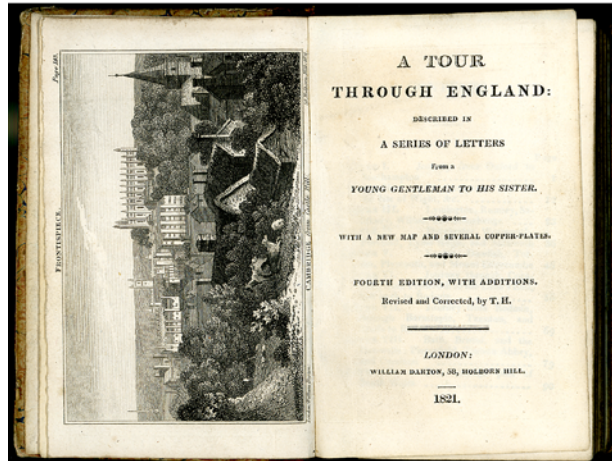 FRONTISPIECE.
CAMBRIDGE from
A TOUR
THROUGH ENGLAND:
DESCRIBED IN
A SERIES OF LETTERS
From a
YOUNG GENTLEMAN TO HIS SISTER.
WITH A NEW MAP AND SEVERAL COPPER-PLATES.
FOURTH EDITION, WITH ADDITIONS.
Revised and Corrected, by T. H.
LONDON:
WILLIAM DARTON, 58, HOLBORN HILL.
1821.